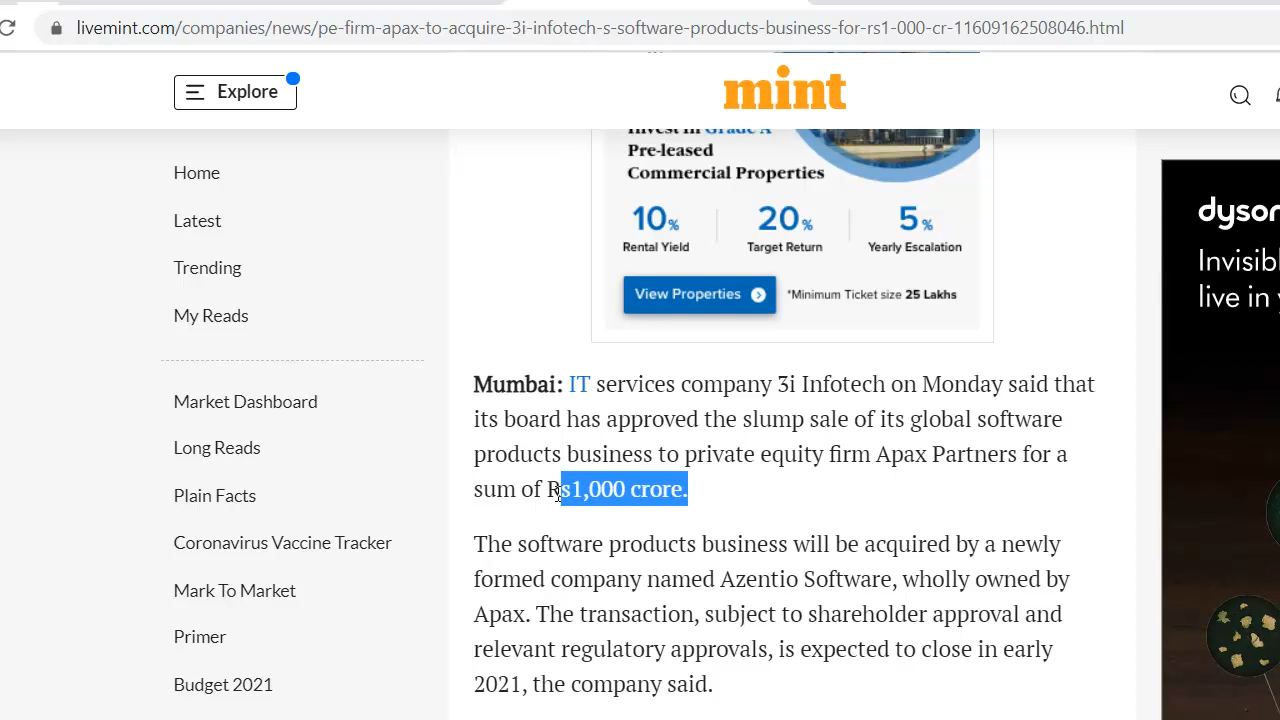 livemint.com/companies/news/pe-firm-apax-to-acquire-3i-infotech-s-software-products-business-for-rs1-000-cr-11609162508046.html
Explore
mint
Home
Latest
Trending
My Reads
Market Dashboard
Long Reads
Plain Facts
Coronavirus Vaccine Tracker
Mark To Market
Primer
Budget 2021
Invest in Grade A
Pre-leased
Commercial Properties
10% 20% 5%
Rental Yield Target Return Yearly Escalation
View Properties *Minimum Ticket size 25 Lakhs
Mumbai: IT services company 3i Infotech on Monday said that
its board has approved the slump sale of its global software
products business to private equity firm Apax Partners for a
sum of Rs1,000 crore.
The software products business will be acquired by a newly
formed company named Azentio Software, wholly owned by
Apax. The transaction, subject to shareholder approval and
relevant regulatory approvals, is expected to close in early
2021, the company said.
dyson
Invisibl
live in